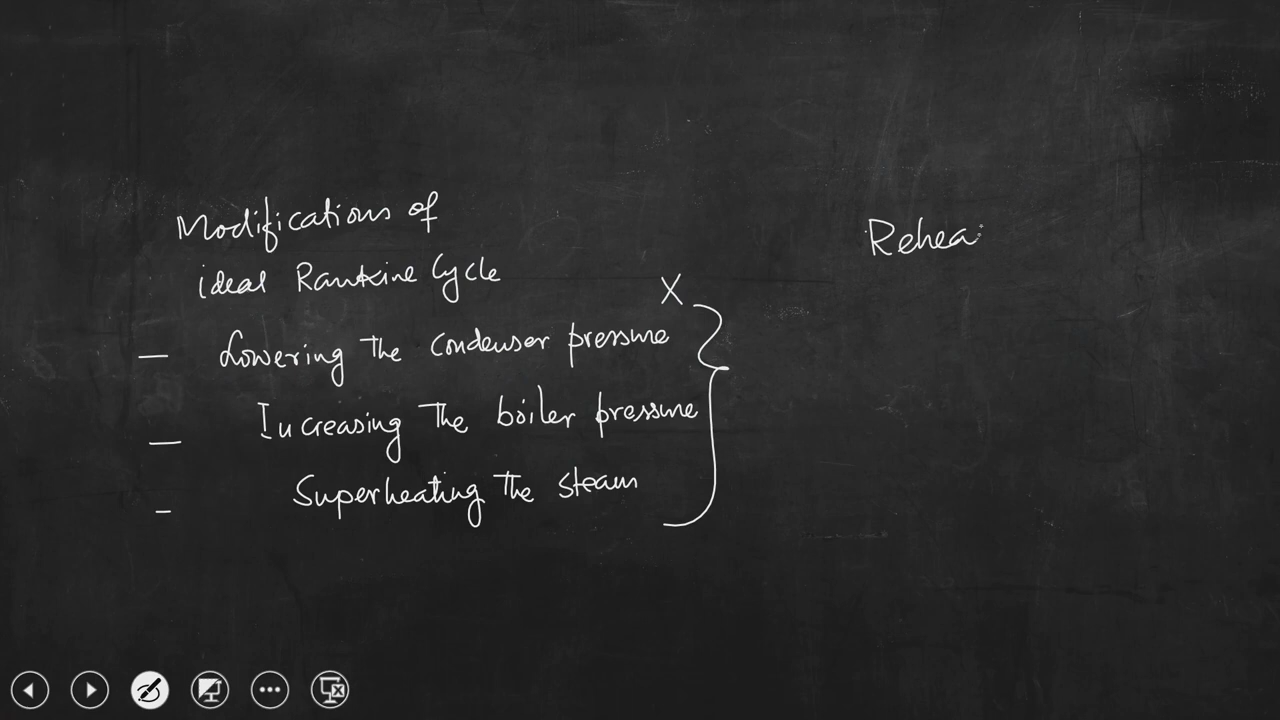 Modifications of
ideal Rankine Cycle
X
— Lowering the condenser pressure
— Increasing the boiler pressure
– Superheating the steam
Rehea